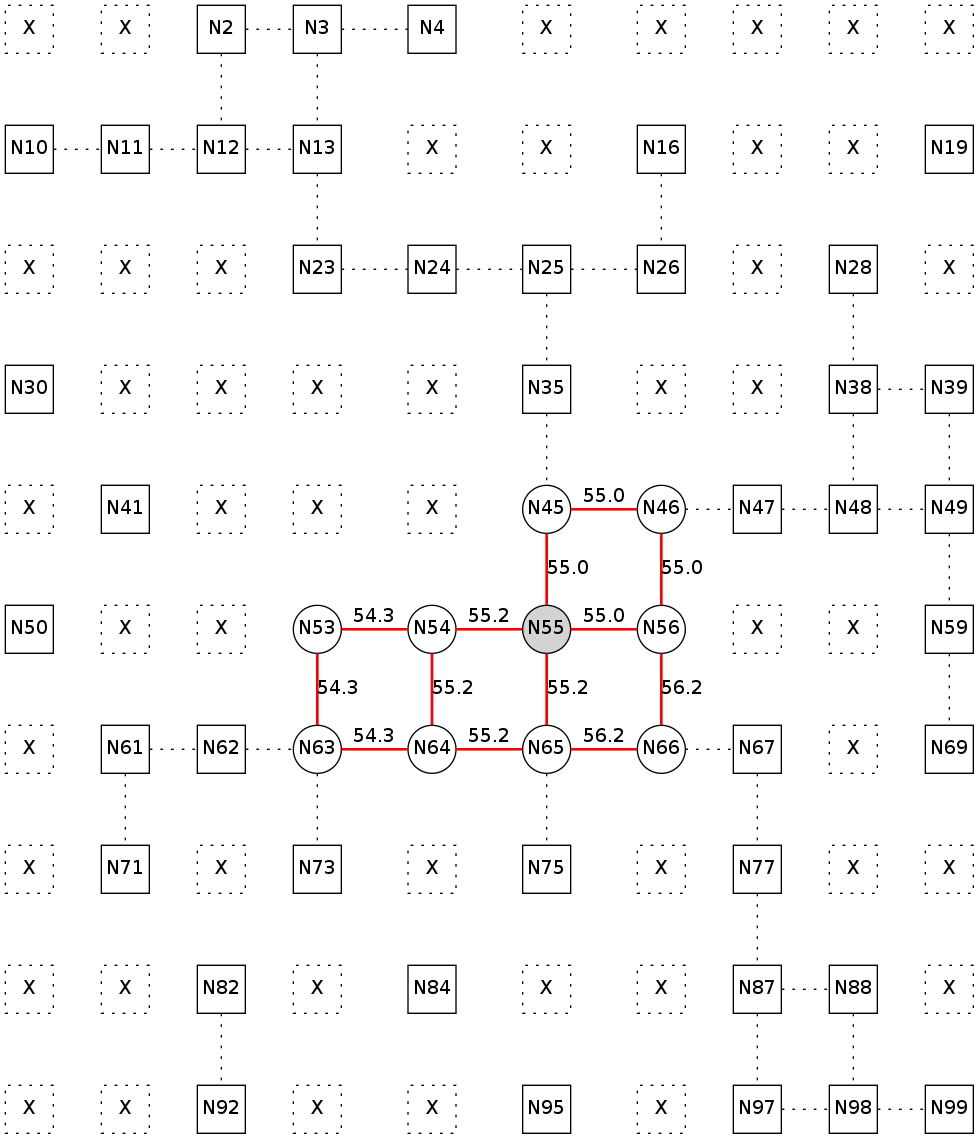 X X N2 N3 N4 X X X X X
N10 N11 N12 N13 X X N16 X X N19
X X X N23 N24 N25 N26 X N28 X
N30 X X X X N35 X X N38 N39
55.0
X N41 X X X N45 N46 N47 N48 N49
55.0 55.0
54.3 55.2 55.0
N50 X X N53 N54 N55 N56 X X N59
54.3 55.2 55.2 56.2
54.3 55.2 56.2
X N61 N62 N63 N64 N65 N66 N67 X N69
X N71 X N73 X N75 X N77 X X
X X N82 X N84 X X N87 N88 X
X X N92 X X N95 X N97 N98 N99